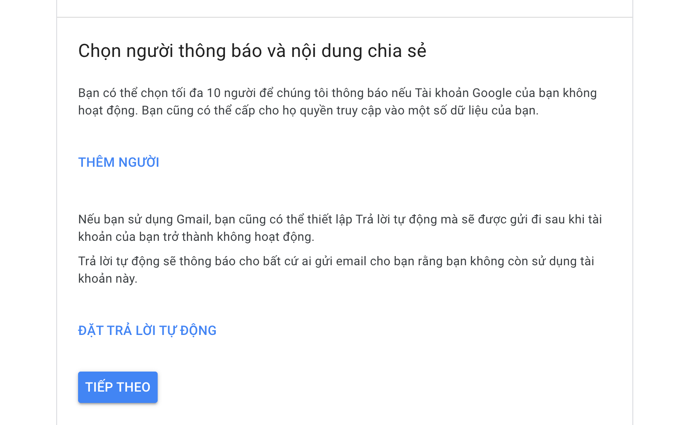 Chọn người thông báo và nội dung chia sẻ
Bạn có thể chọn tối đa 10 người để chúng tôi thông báo nếu Tài khoản Google của bạn không
hoạt động. Bạn cũng có thể cấp cho họ quyền truy cập vào một số dữ liệu của bạn.
THÊM NGƯỜI
Nếu bạn sử dụng Gmail, bạn cũng có thể thiết lập Trả lời tự động mà sẽ được gửi đi sau khi tài
khoản của bạn trở thành không hoạt động.
Trả lời tự động sẽ thông báo cho bất cứ ai gửi email cho bạn rằng bạn không còn sử dụng tài
khoản này.
ĐẶT TRẢ LỜI TỰ ĐỘNG
TIẾP THEO